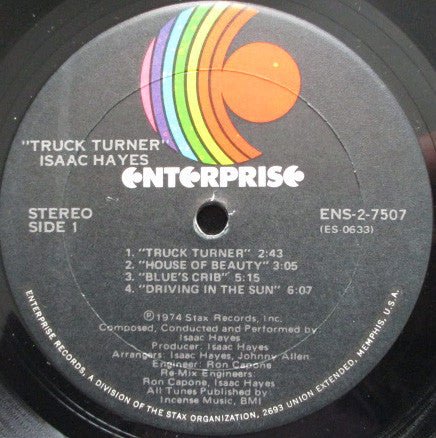 "TRUCK TURNER"
ISAAC HAYES
ENTERPRISE
STEREO
SIDE 1
ENS-2-7507
(ES 0633)
1. "TRUCK TURNER" 2:43
2. "HOUSE OF BEAUTY" 3:05
3. "BLUE'S CRIB" 5:15
4. "DRIVING IN THE SUN" 6:07
℗1974 Stax Records, Inc.
Composed, Conducted and Performed by:
Isaac Hayes
Producer, Isaac Hayes
Arrangers: Isaac Hayes, Johnny Allen
Engineer: Ron Capone
Re-Mix Engineers:
Ron Capone, Isaac Hayes
All Tunes Published by
Incense Music, BMI
ENTERPRISE RECORDS, A DIVISION OF THE STAX ORGANIZATION, 2693 UNION EXTENDED, MEMPHIS, U.S.A.